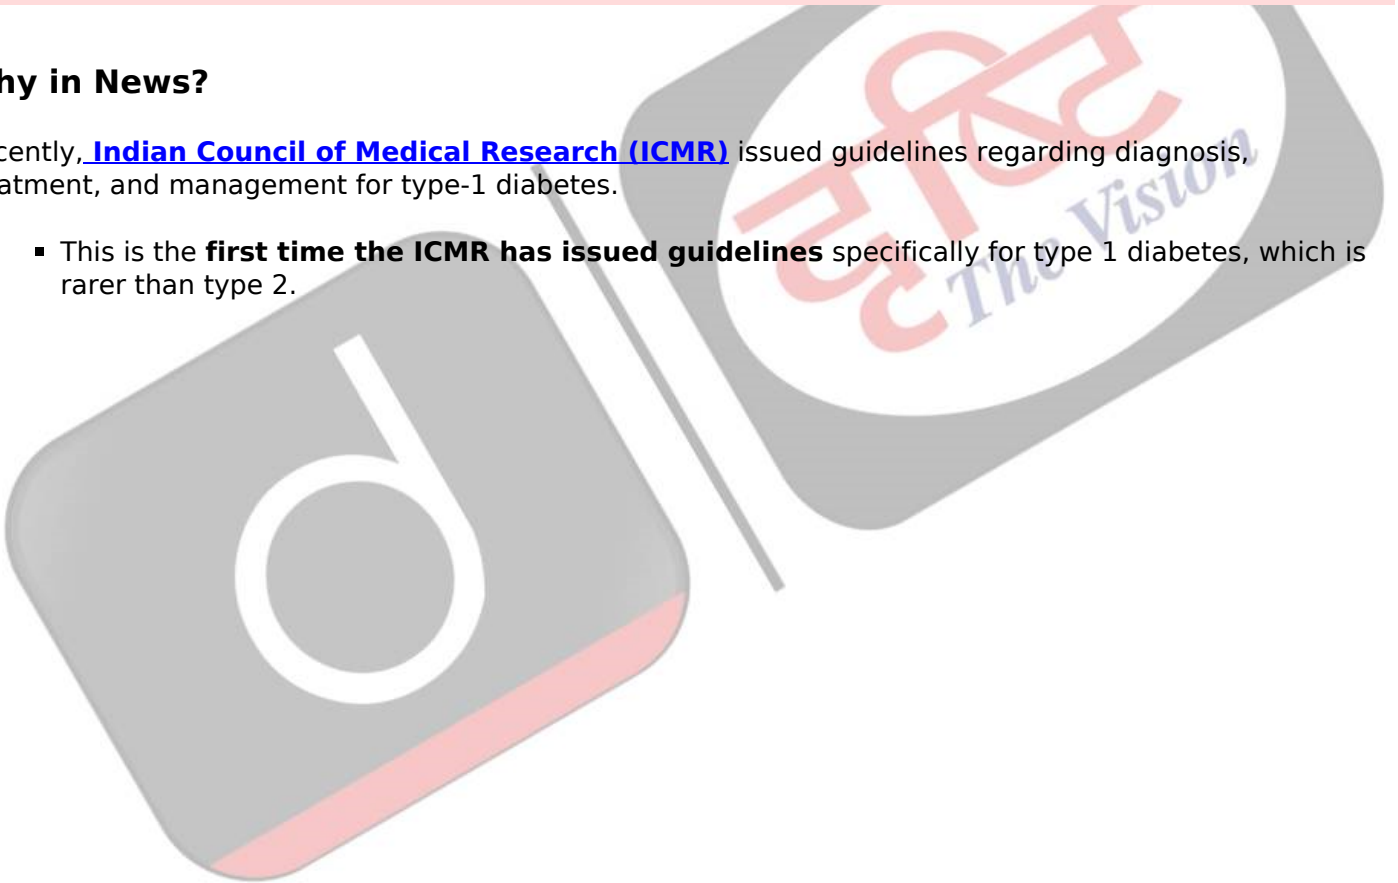 hy in News?
cently, Indian Council of Medical Research (ICMR) issued guidelines regarding diagnosis,
eatment, and management for type-1 diabetes.
▪ This is the first time the ICMR has issued guidelines specifically for type 1 diabetes, which is
rarer than type 2.
दृष्टि
The Vision
d